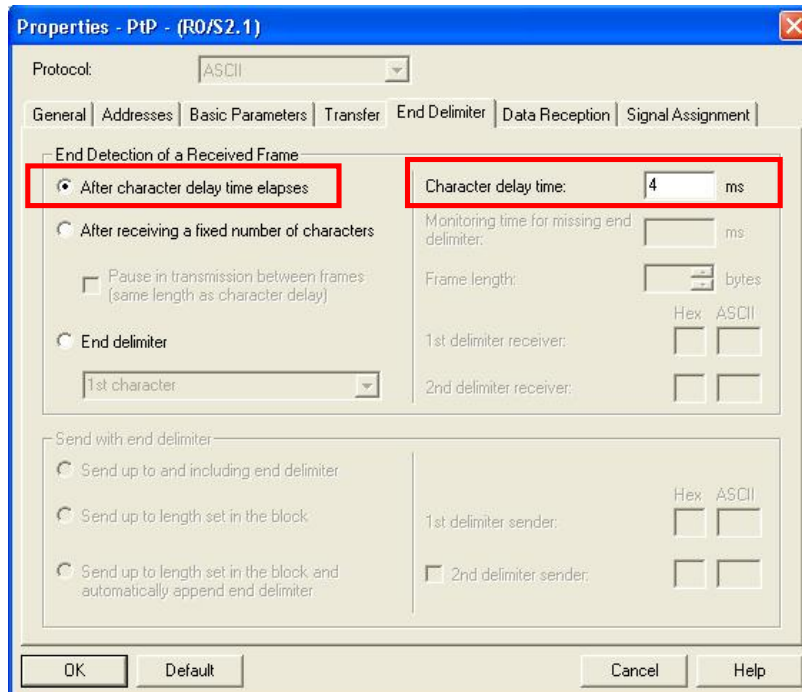 Properties - PtP - (R0/S2.1)
Protocol: ASCII
General Addresses Basic Parameters Transfer End Delimiter Data Reception Signal Assignment
End Detection of a Received Frame
After character delay time elapses
Character delay time: 4 ms
After receiving a fixed number of characters
Monitoring time for missing end
delimiter: ms
Pause in transmission between frames
(same length as character delay)
Frame length: bytes
Hex ASCII
End delimiter
1st delimiter receiver:
1st character
2nd delimiter receiver:
Send with end delimiter
Send up to and including end delimiter
Hex ASCII
Send up to length set in the block
1st delimiter sender:
Send up to length set in the block and
automatically append end delimiter
2nd delimiter sender:
OK Default Cancel Help